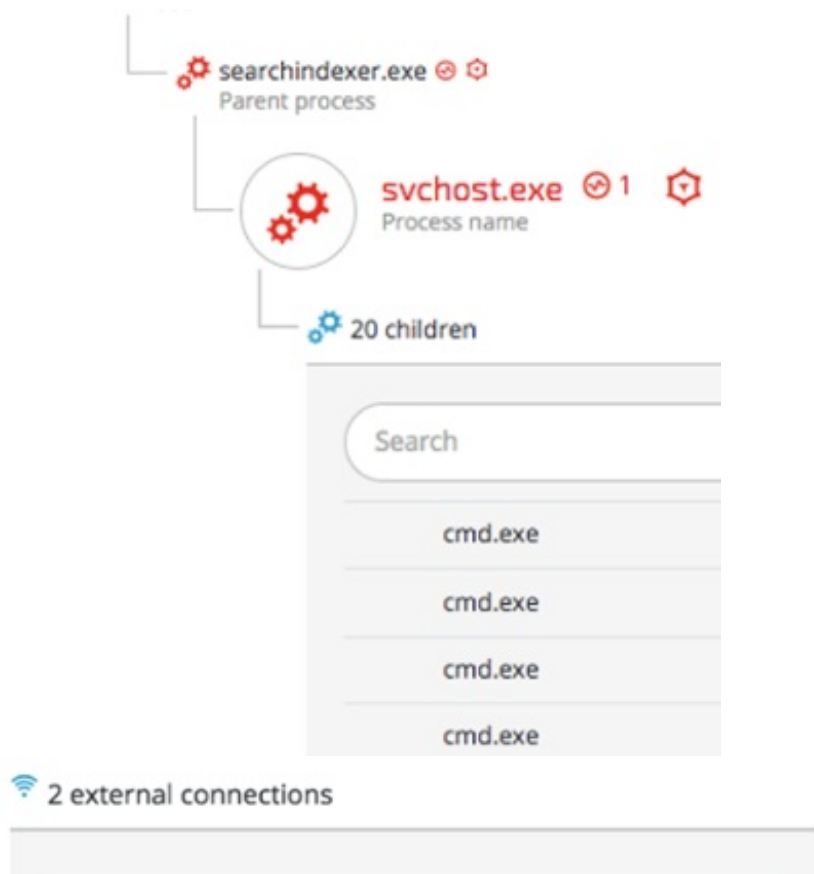 searchindexer.exe
Parent process
svchost.exe 1
Process name
20 children
Search
cmd.exe
cmd.exe
cmd.exe
cmd.exe
2 external connections